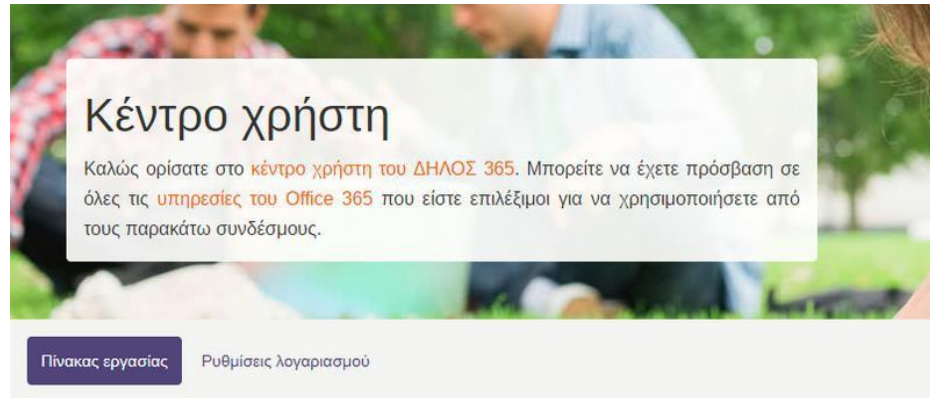 Κέντρο χρήστη
Καλώς ορίσατε στο κέντρο χρήστη του ΔΗΛΟΣ 365. Μπορείτε να έχετε πρόσβαση σε
όλες τις υπηρεσίες του Office 365 που είστε επιλέξιμοι για να χρησιμοποιήσετε από
τους παρακάτω συνδέσμους.
Πίνακας εργασίας Ρυθμίσεις λογαριασμού